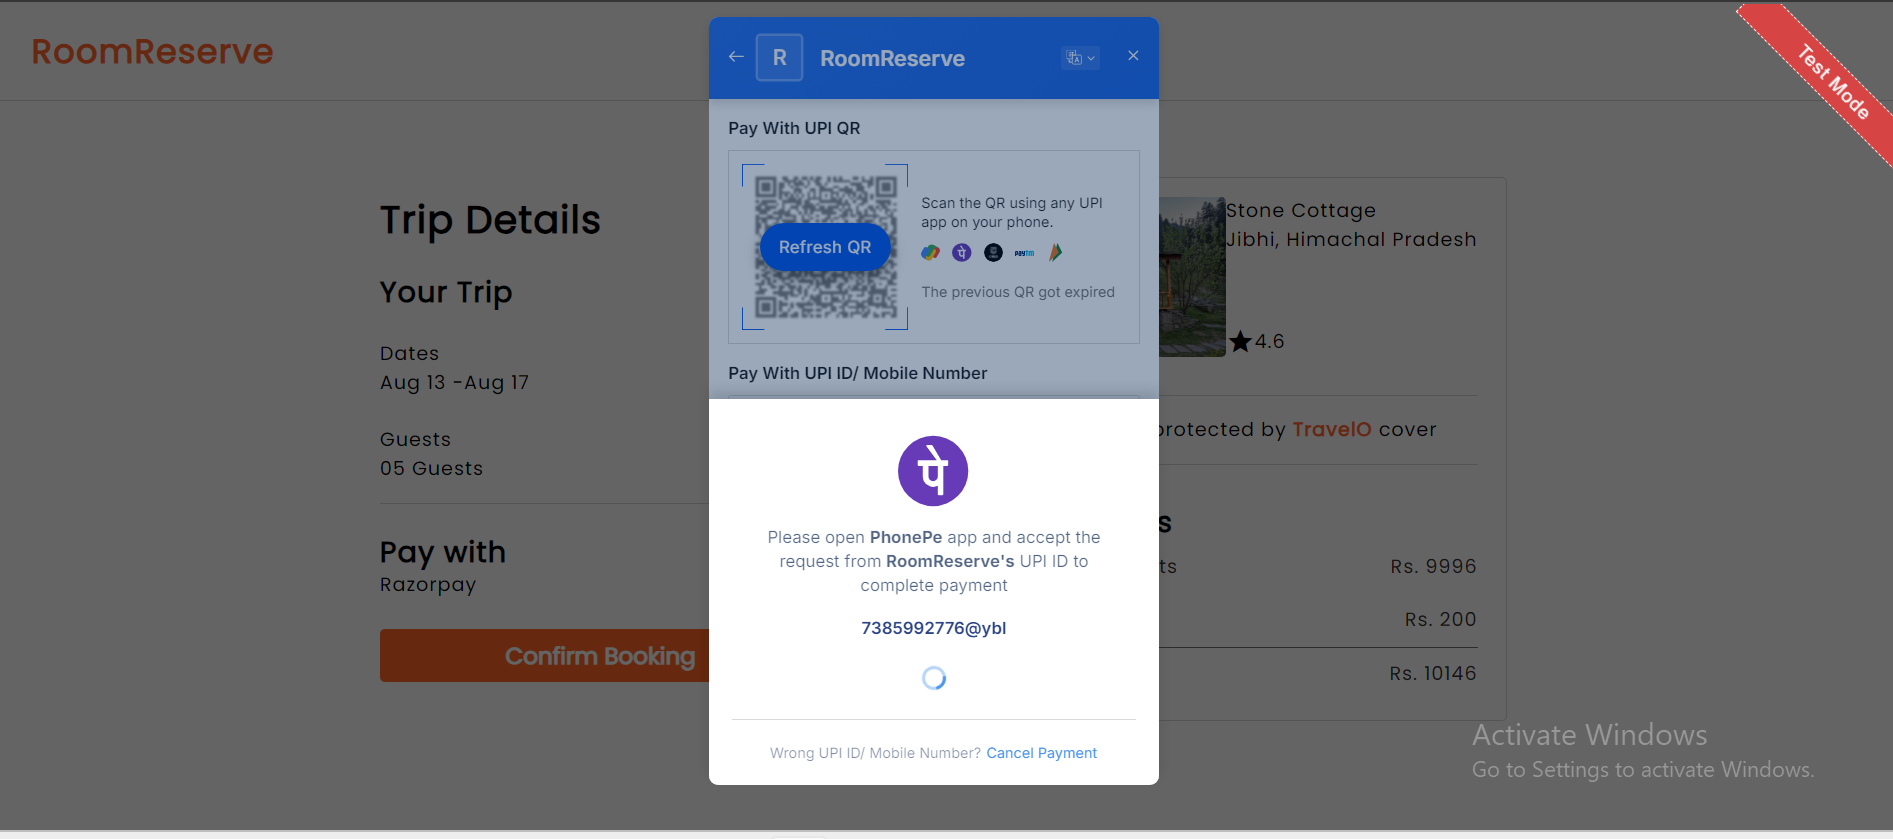 RoomReserve
Test Mode
R
RoomReserve
Pay With UPI QR
Refresh QR
Scan the QR using any UPI
app on your phone.
पे
paytm
The previous QR got expired
Pay With UPI ID/ Mobile Number
पे
Please open PhonePe app and accept the
request from RoomReserve's UPI ID to
complete payment
7385992776@ybl
Wrong UPI ID/ Mobile Number? Cancel Payment
Trip Details
Your Trip
Dates
Aug 13 -Aug 17
Guests
05 Guests
Pay with
Razorpay
Confirm Booking
Stone Cottage
Jibhi, Himachal Pradesh
4.6
protected by TravelO cover
s
ts
Rs. 9996
Rs. 200
Rs. 10146
Activate Windows
Go to Settings to activate Windows.